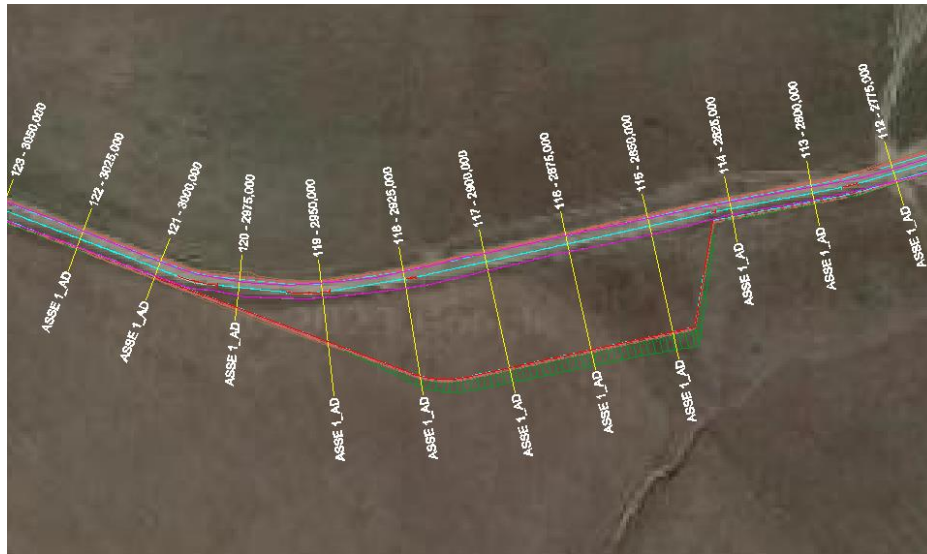 123 - 3050,000
122 - 3025,000
121 - 3000,000
120 - 2975,000
119 - 2950,000
118 - 2925,000
117 - 2900,000
116 - 2875,000
115 - 2850,000
114 - 2825,000
113 - 2800,000
112 - 2775,000
ASSE 1_AD
ASSE 1_AD
ASSE 1_AD
ASSE 1_AD
ASSE 1_AD
ASSE 1_AD
ASSE 1_AD
ASSE 1_AD
ASSE 1_AD
ASSE 1_AD
ASSE 1_AD